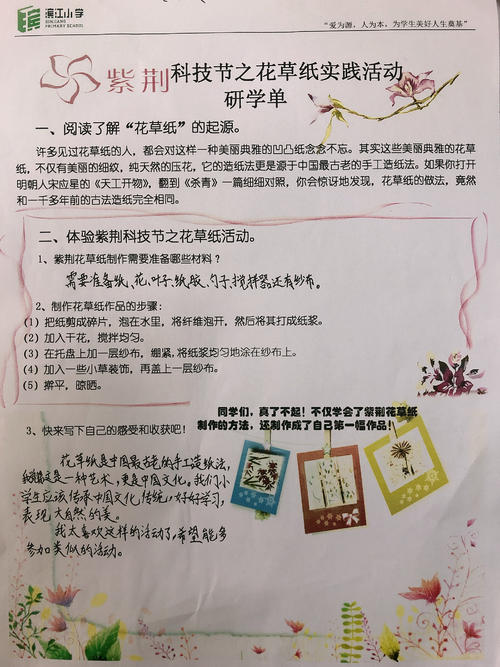 滨江小学
BINJIANG
PRIMARY SCHOOL
“爱为源，人为本，为学生美好人生奠基”
紫荆科技节之花草纸实践活动
研学单
一、阅读了解“花草纸”的起源。
许多见过花草纸的人，都会对这样一种美丽典雅的凹凸纸念念不忘。其实这些美丽典雅的花草
纸，不仅有美丽的细纹，纯天然的压花，它的造纸法更是源于中国最古老的手工造纸法。如果你打开
明朝人宋应星的《天工开物》，翻到《杀青》一篇细细对照，你会惊讶地发现，花草纸的做法，竟然
和一千多年前的古法造纸完全相同。
二、体验紫荆科技节之花草纸活动。
1、紫荆花草纸制作需要准备哪些材料？
需要准备纸、花、叶子、纸胶、勺子、搅拌器还有纱布。
2、制作花草纸作品的步骤：
(1) 把纸剪成碎片，泡在水里，将纤维泡开，然后将其打成纸浆。
(2) 加入干花，搅拌均匀。
(3) 在托盘上加一层纱布，绷紧，将纸浆均匀地涂在纱布上。
(4) 加入一些小草装饰，再盖上一层纱布。
(5) 擀平，晾晒。
同学们，真了不起！不仅学会了紫荆花草纸
制作的方法，还制作成了自己第一幅作品！
3、快来写下自己的感受和收获吧！
花草纸是中国最古老的手工造纸法，
是一种艺术，更是中国文化。我们小
学生应该传承中国文化传统，好好学习，
表现大自然的美。
我太喜欢这样的活动了，希望能多
参加类似的活动。